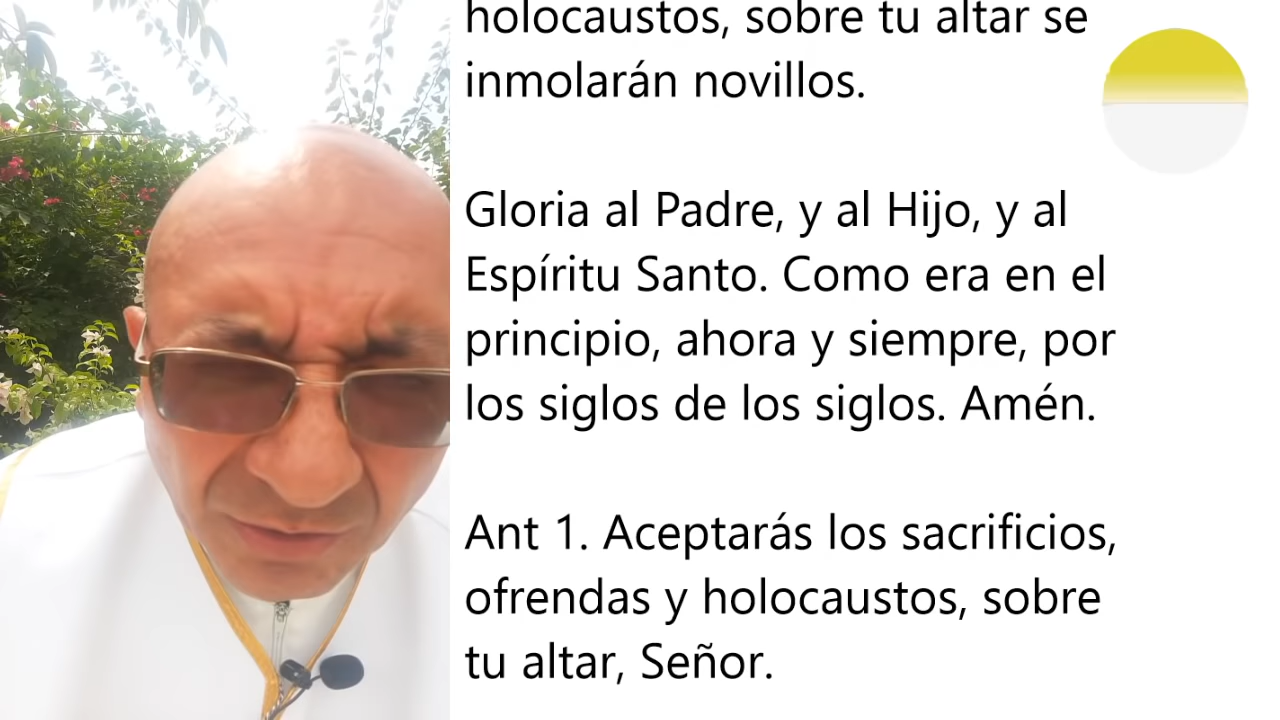 holocaustos, sobre tu altar se
inmolarán novillos.
Gloria al Padre, y al Hijo, y al
Espíritu Santo. Como era en el
principio, ahora y siempre, por
los siglos de los siglos. Amén.
Ant 1. Aceptarás los sacrificios,
ofrendas y holocaustos, sobre
tu altar, Señor.